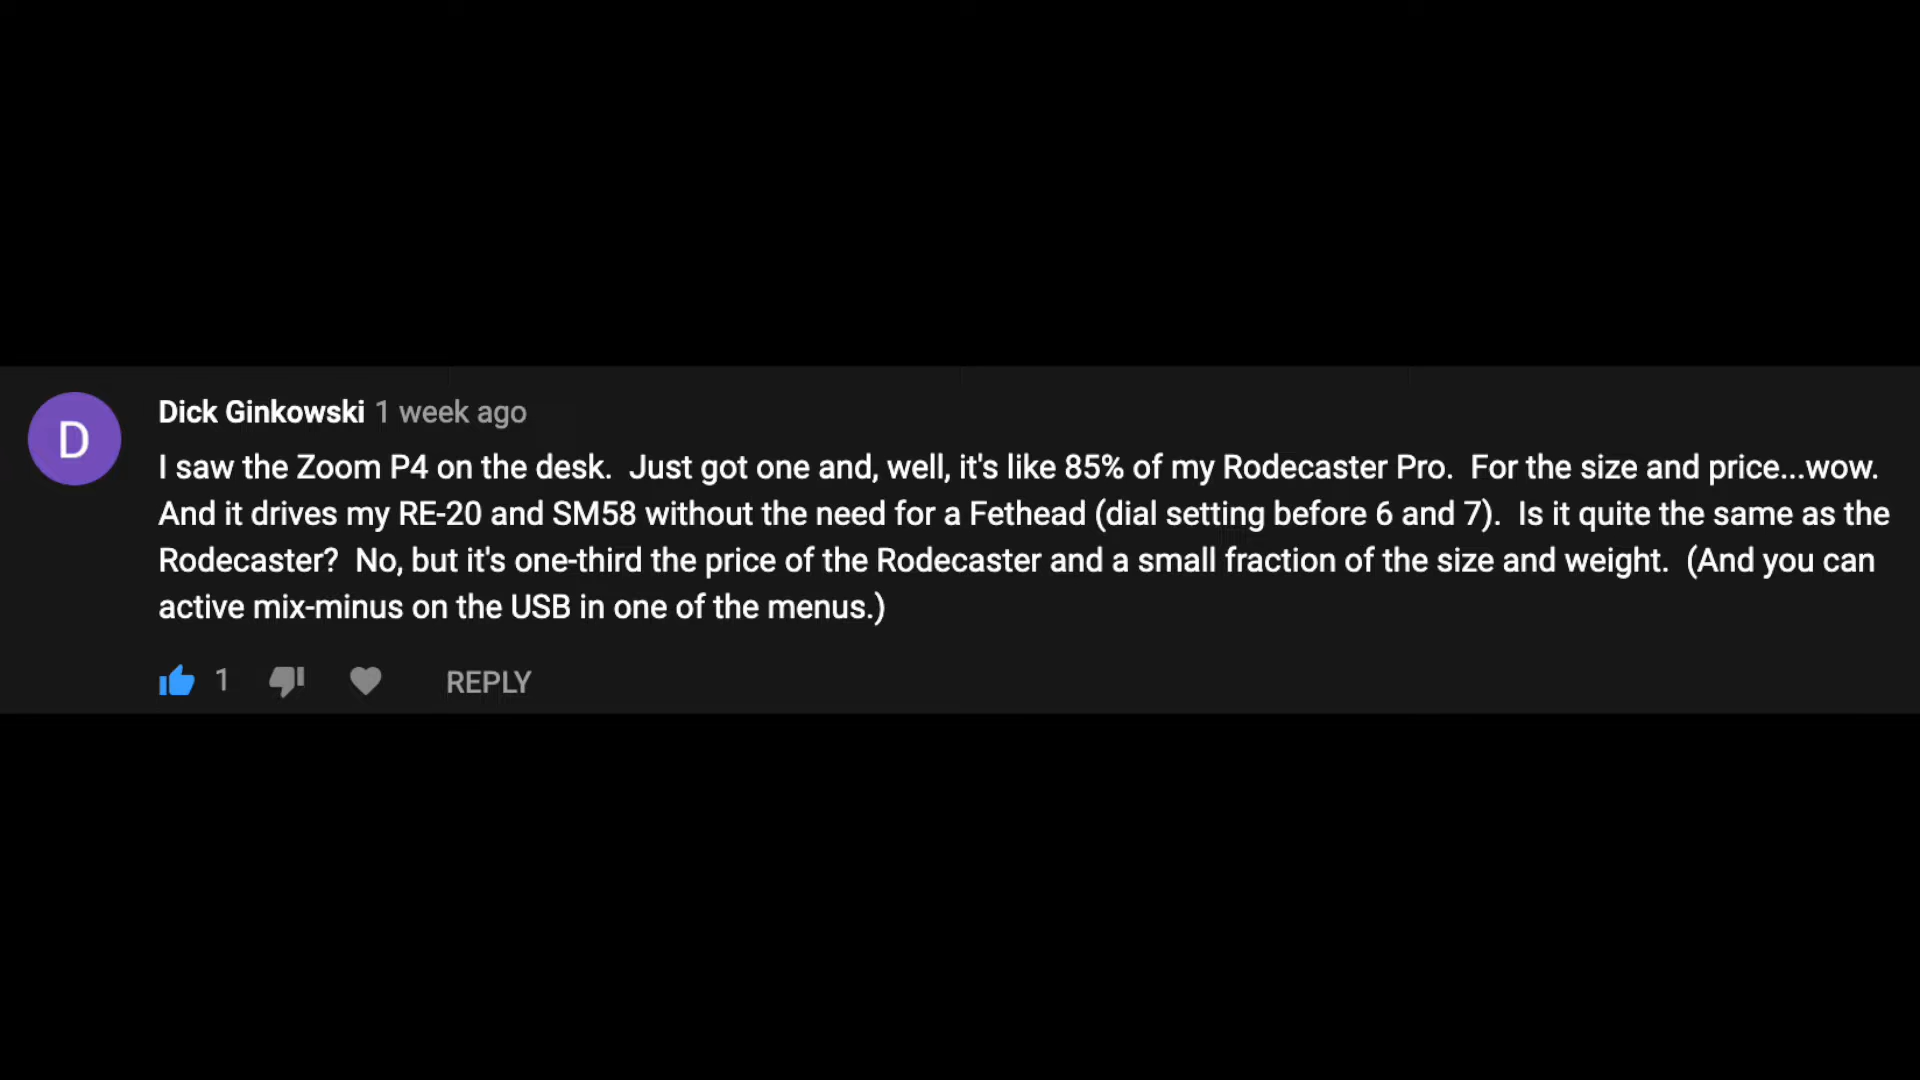 D
Dick Ginkowski 1 week ago
I saw the Zoom P4 on the desk.  Just got one and, well, it's like 85% of my Rodecaster Pro.  For the size and price...wow.
And it drives my RE-20 and SM58 without the need for a Fethead (dial setting before 6 and 7).  Is it quite the same as the
Rodecaster?  No, but it's one-third the price of the Rodecaster and a small fraction of the size and weight.  (And you can
active mix-minus on the USB in one of the menus.)
1 REPLY